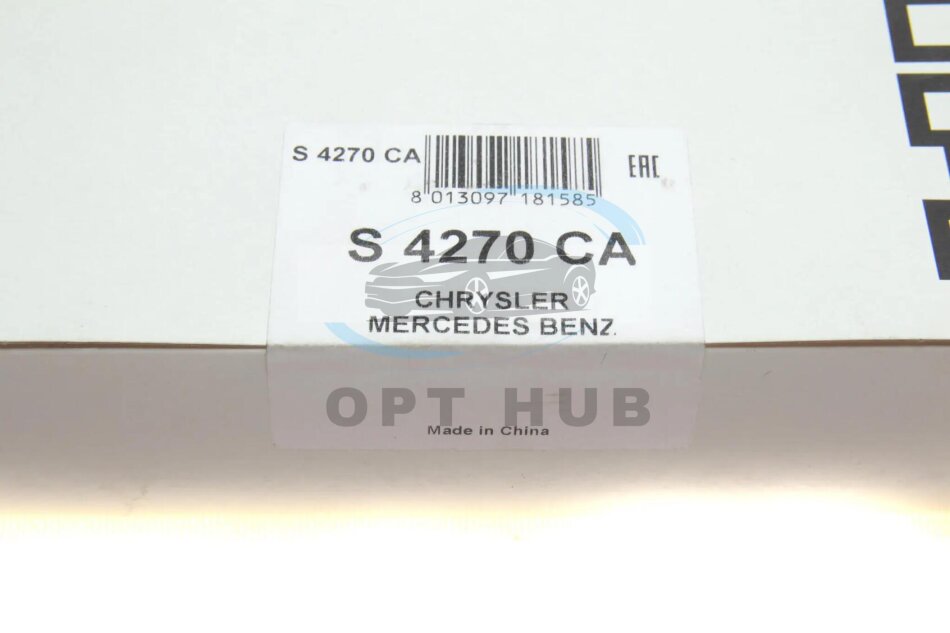 S 4270 CA
EAC
8 013097 181585
S 4270 CA
CHRYSLER
MERCEDES BENZ.
OPT HUB
Made in China